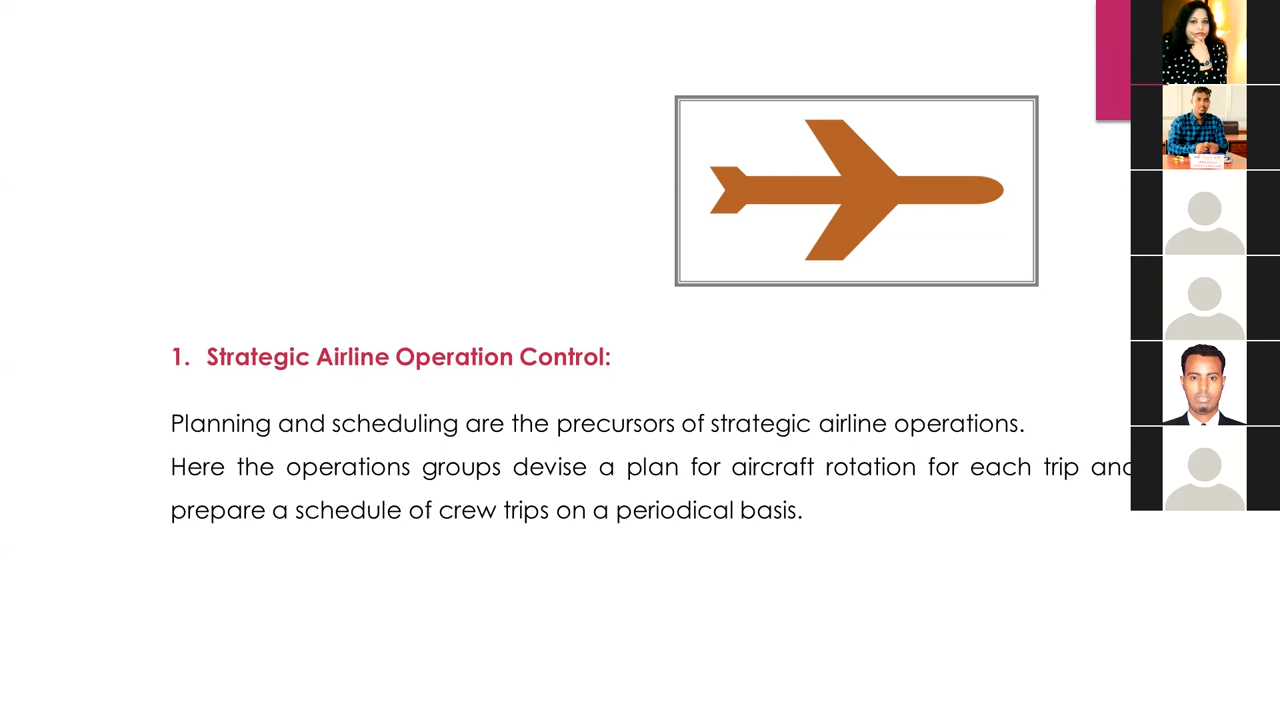 1. Strategic Airline Operation Control:
Planning and scheduling are the precursors of strategic airline operations.
Here the operations groups devise a plan for aircraft rotation for each trip and
prepare a schedule of crew trips on a periodical basis.